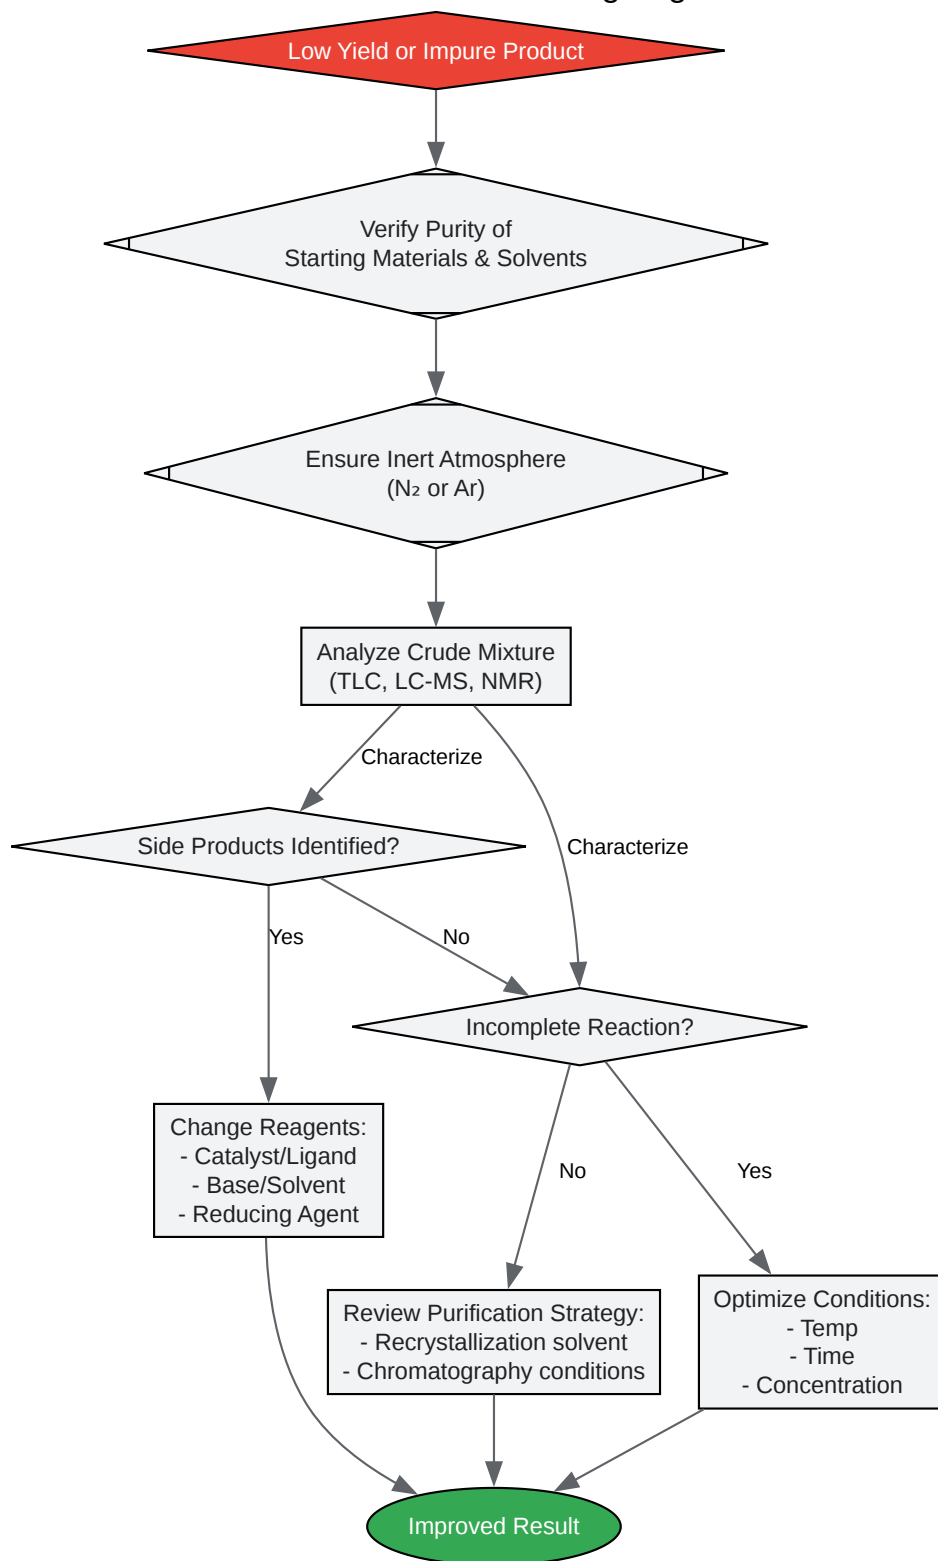 Low Yield or Impure Product
Verify Purity of
Starting Materials & Solvents
Ensure Inert Atmosphere
(N₂ or Ar)
Analyze Crude Mixture
(TLC, LC-MS, NMR)
Characterize
Side Products Identified?
Characterize
Yes
No
Incomplete Reaction?
Change Reagents:
- Catalyst/Ligand
- Base/Solvent
- Reducing Agent
No
Yes
Review Purification Strategy:
- Recrystallization solvent
- Chromatography conditions
Optimize Conditions:
- Temp
- Time
- Concentration
Improved Result